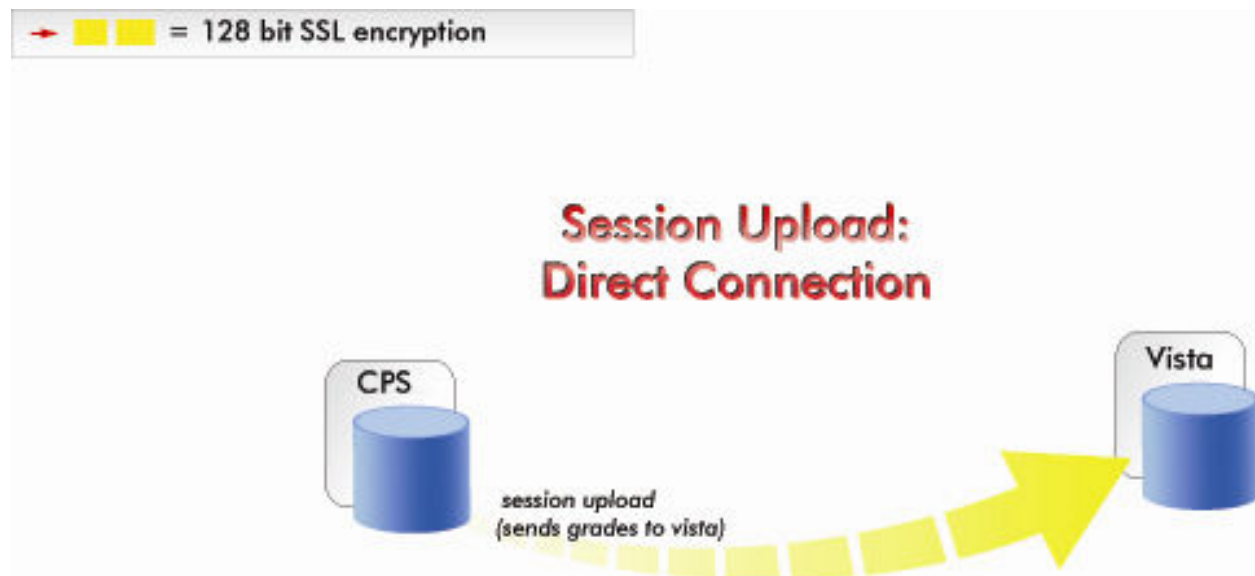 = 128 bit SSL encryption
Session Upload:
Direct Connection
CPS
Vista
session upload
(sends grades to vista)